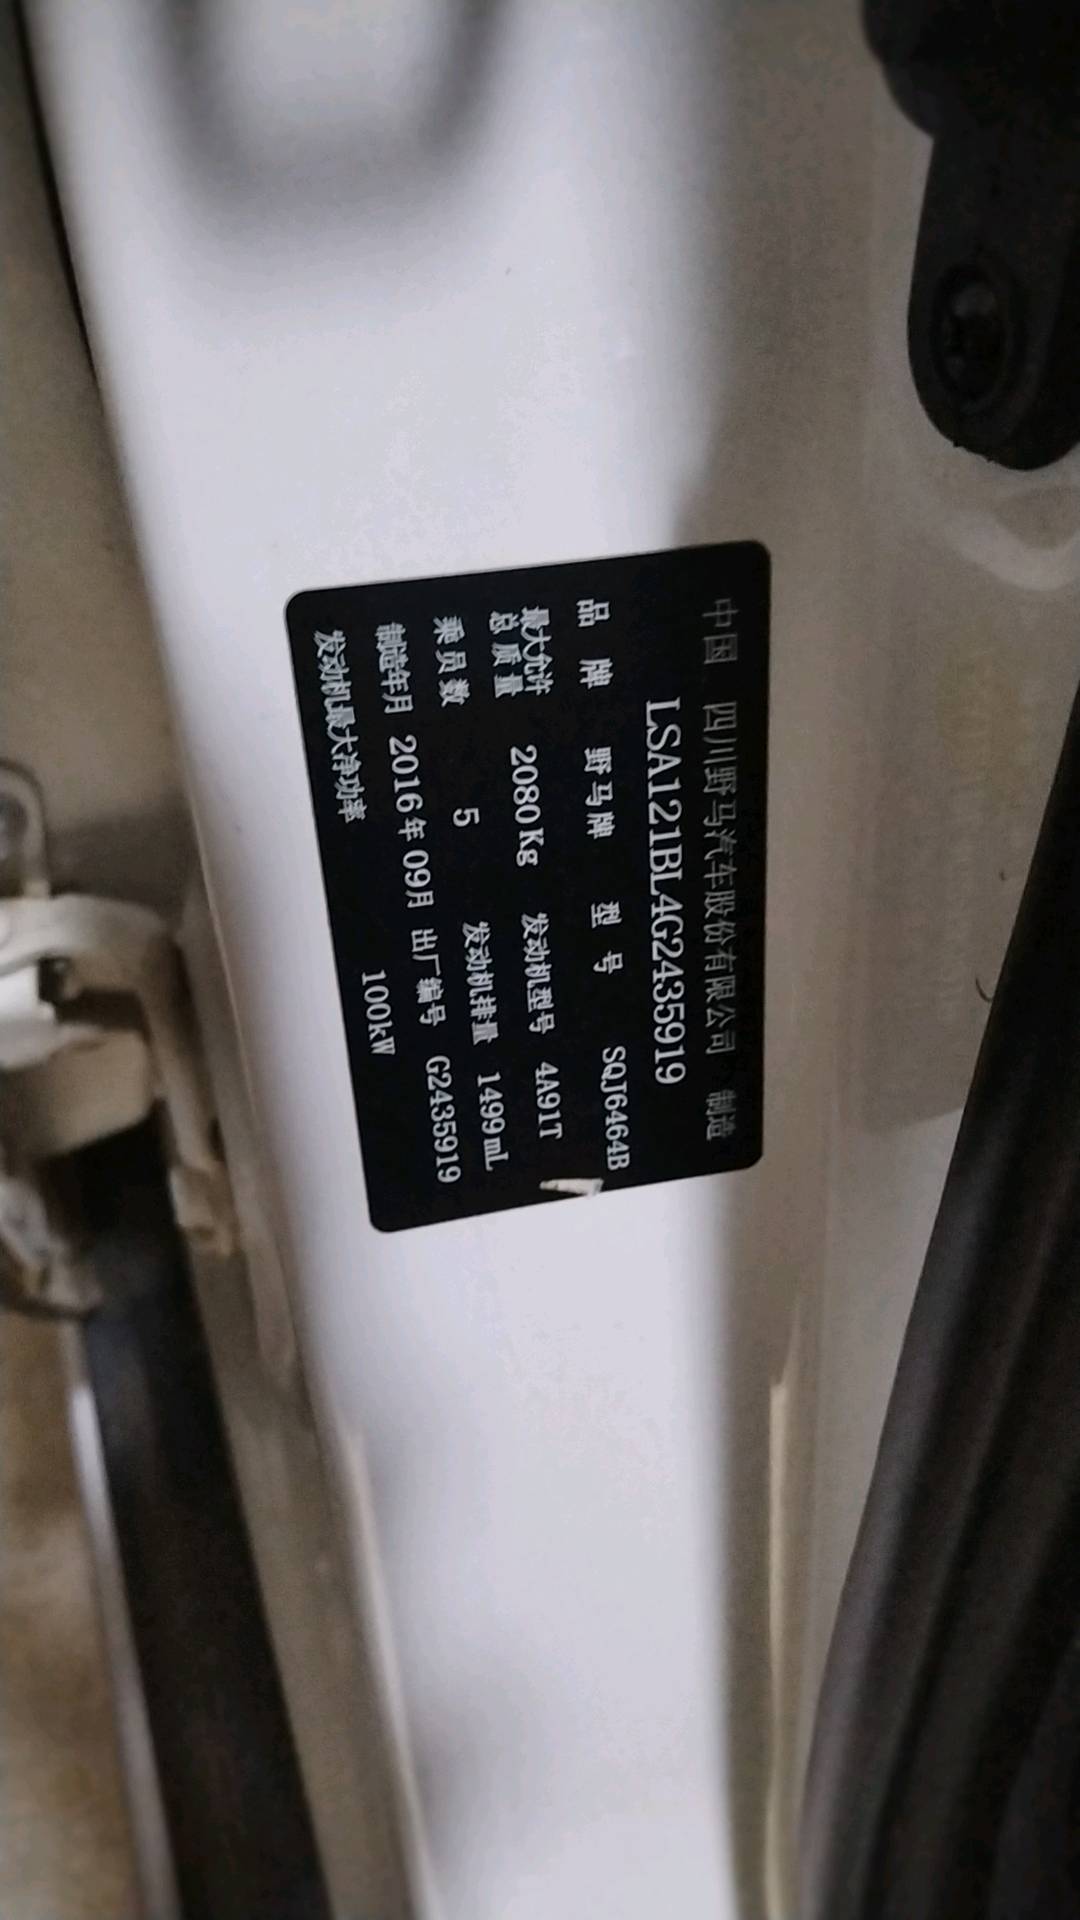 中国 四川野马汽车股份有限公司 制造
LSA121BL4G2435919
品牌 野马牌 型号 SQJ6464B
最大允许总质量 2080Kg 发动机型号 4A91T
乘员数 5 发动机排量 1499mL
制造年月 2016年09月 出厂编号 G2435919
发动机最大净功率 100kW